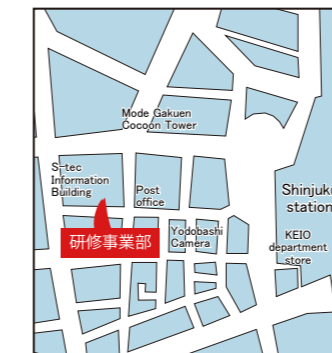 Mode Gakuen
Cocoon Tower
S-tec
Information
Building
Post
office
Shinjuku
station
研修事業部
Yodobashi
Camera
KEIO
department
store